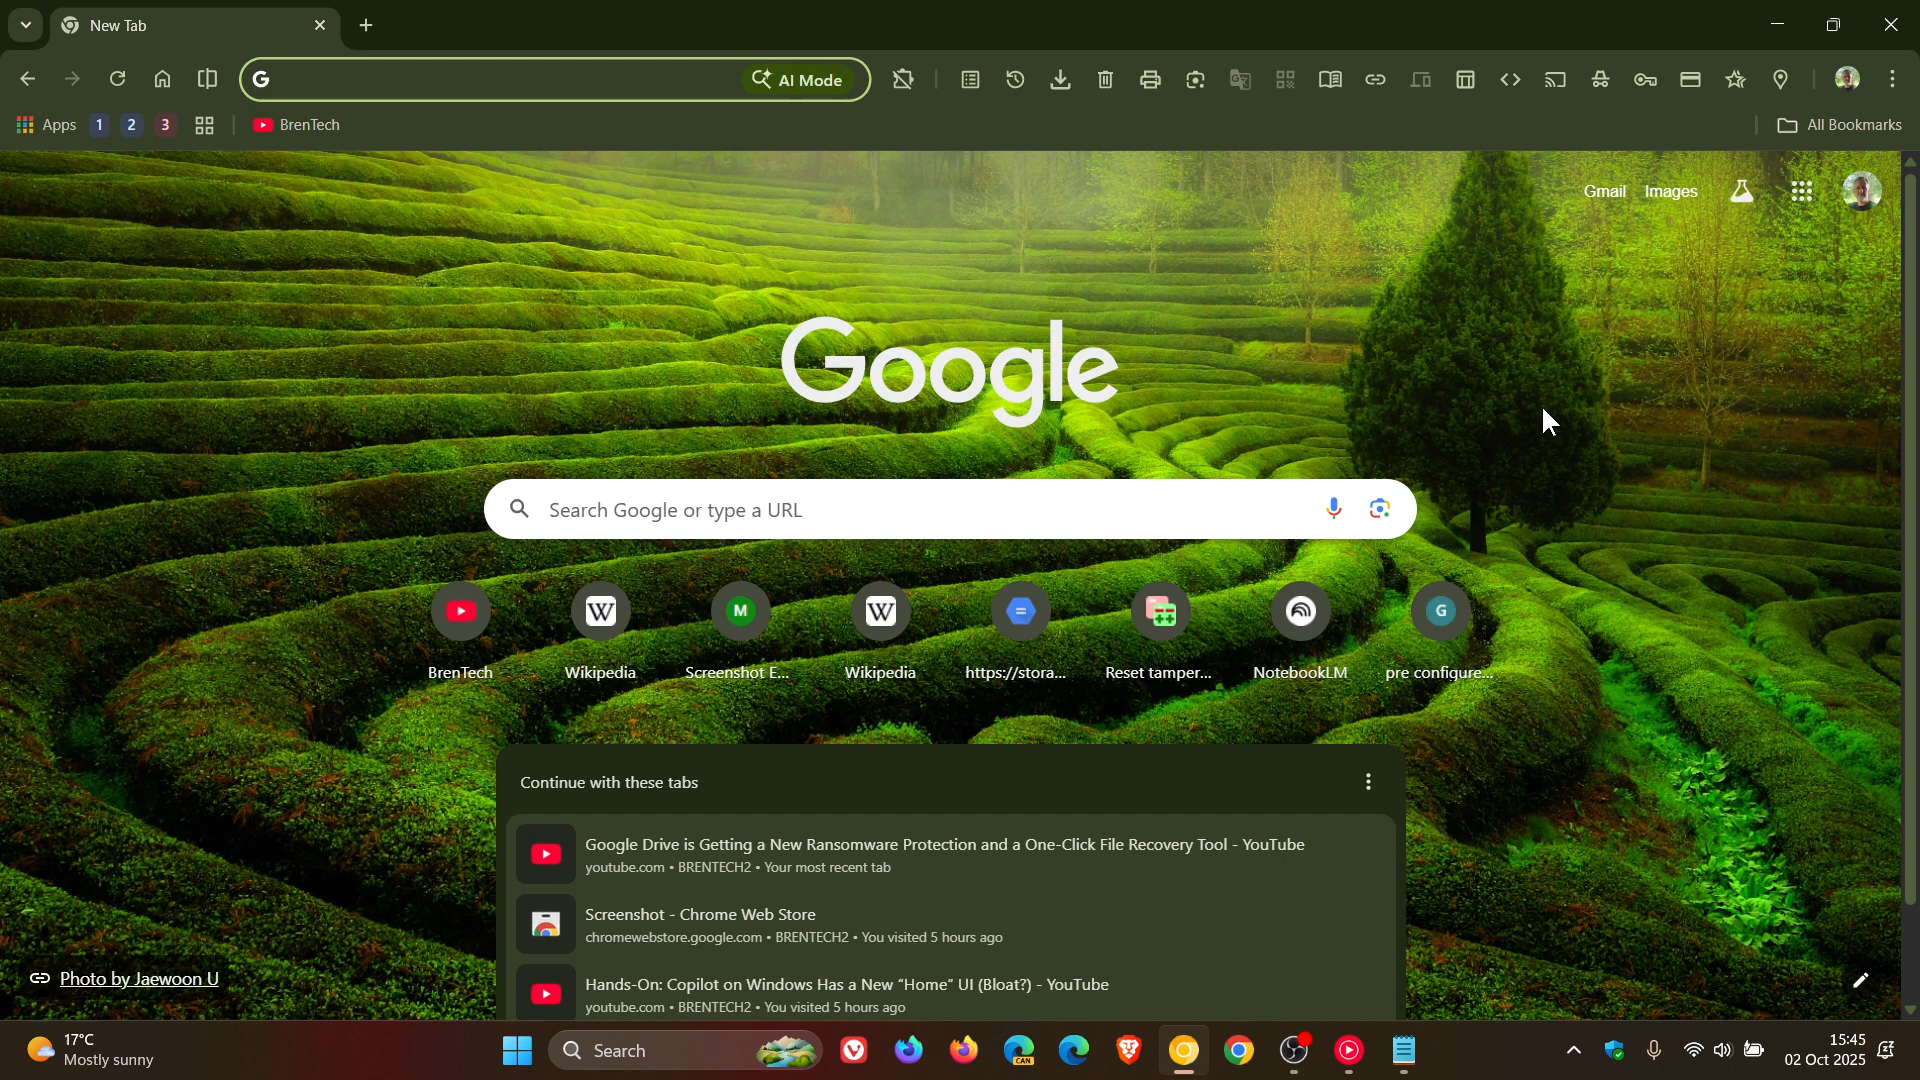 New Tab
AI Mode
Apps 1 2 3 BrenTech All Bookmarks
Gmail Images
Google
Search Google or type a URL
M G
BrenTech Wikipedia Screenshot E... Wikipedia https://stora... Reset tamper... NotebookLM pre configure...
Continue with these tabs
Google Drive is Getting a New Ransomware Protection and a One-Click File Recovery Tool - YouTube
youtube.com • BRENTECH2 • Your most recent tab
Screenshot - Chrome Web Store
chromewebstore.google.com • BRENTECH2 • You visited 5 hours ago
Hands-On: Copilot on Windows Has a New “Home” UI (Bloat?) - YouTube
youtube.com • BRENTECH2 • You visited 5 hours ago
Photo by Jaewoon U
17°C
Mostly sunny
Search
CAN
15:45
02 Oct 2025